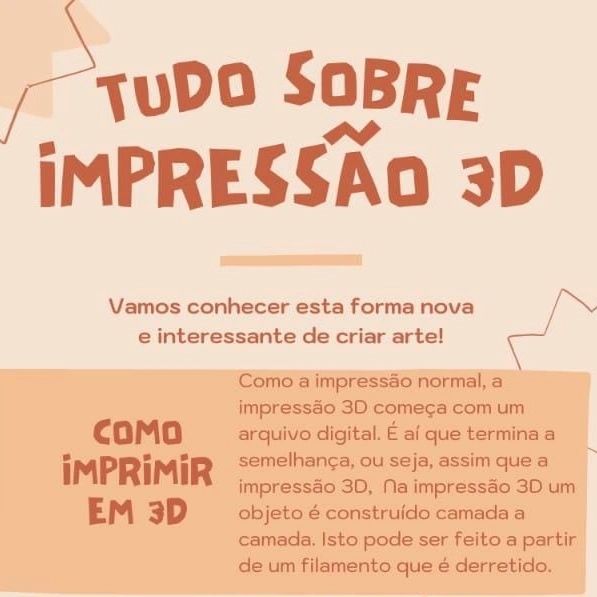 TUDO SOBRE
IMPRESSÃO 3D
Vamos conhecer esta forma nova
e interessante de criar arte!
COMO
IMPRIMIR
EM 3D
Como a impressão normal, a
impressão 3D começa com um
arquivo digital. É aí que termina a
semelhança, ou seja, assim que a
impressão 3D, Na impressão 3D um
objeto é construído camada a
camada. Isto pode ser feito a partir
de um filamento que é derretido.